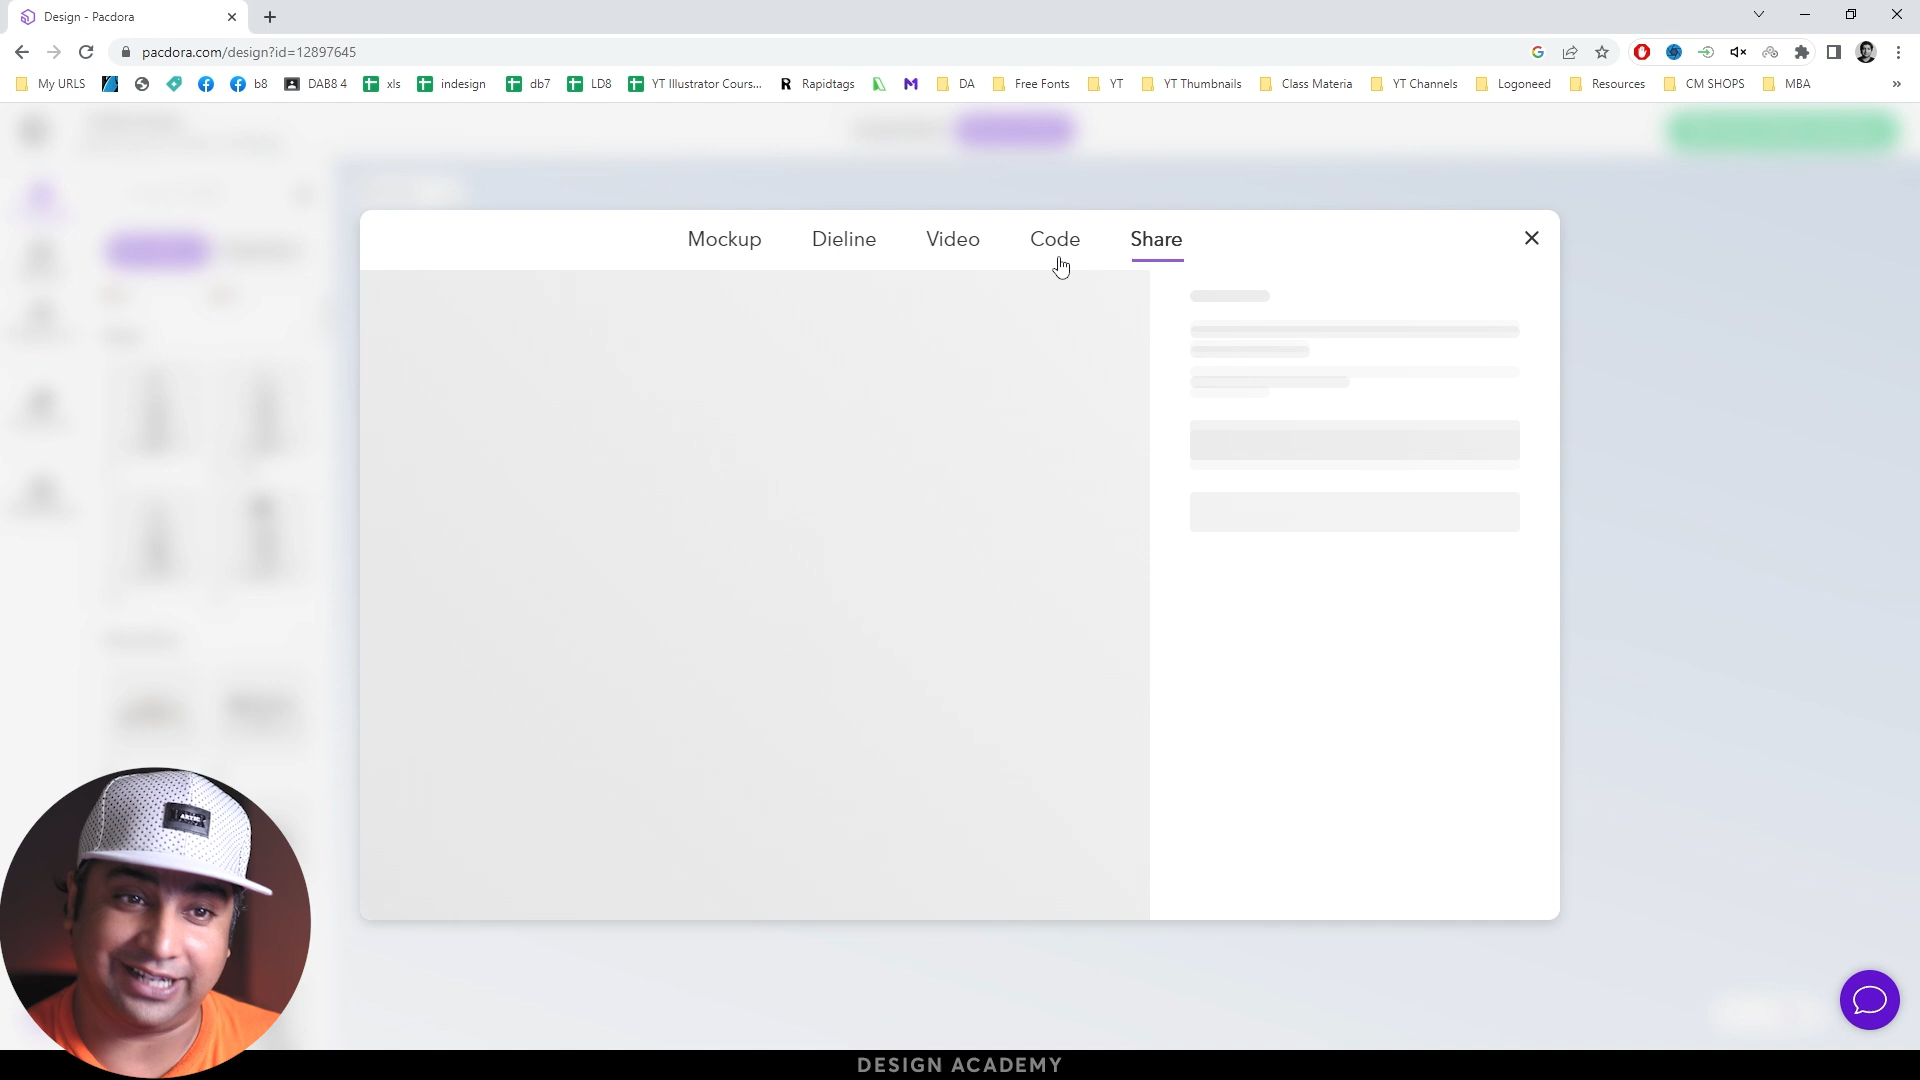 Design - Pacdora
pacdora.com/design?id=12897645
My URLS b8 DAB8 4 xls indesign db7 LD8 YT Illustrator Cours... R Rapidtags DA Free Fonts YT YT Thumbnails Class Materia YT Channels Logoneed Resources CM SHOPS MBA »
Mockup Dieline Video Code Share
ARTIC
DESIGN ACADEMY